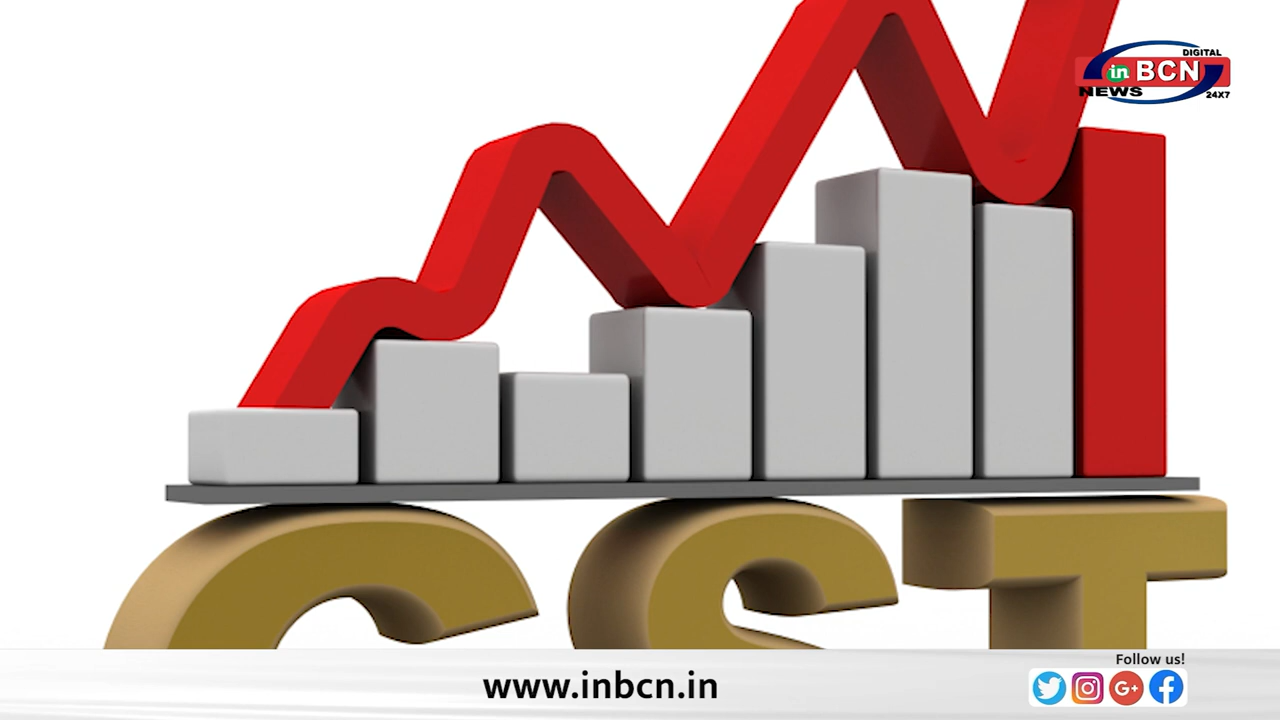 DIGITAL
in BCN
NEWS
24X7
GST
Follow us!
www.inbcn.in
G+